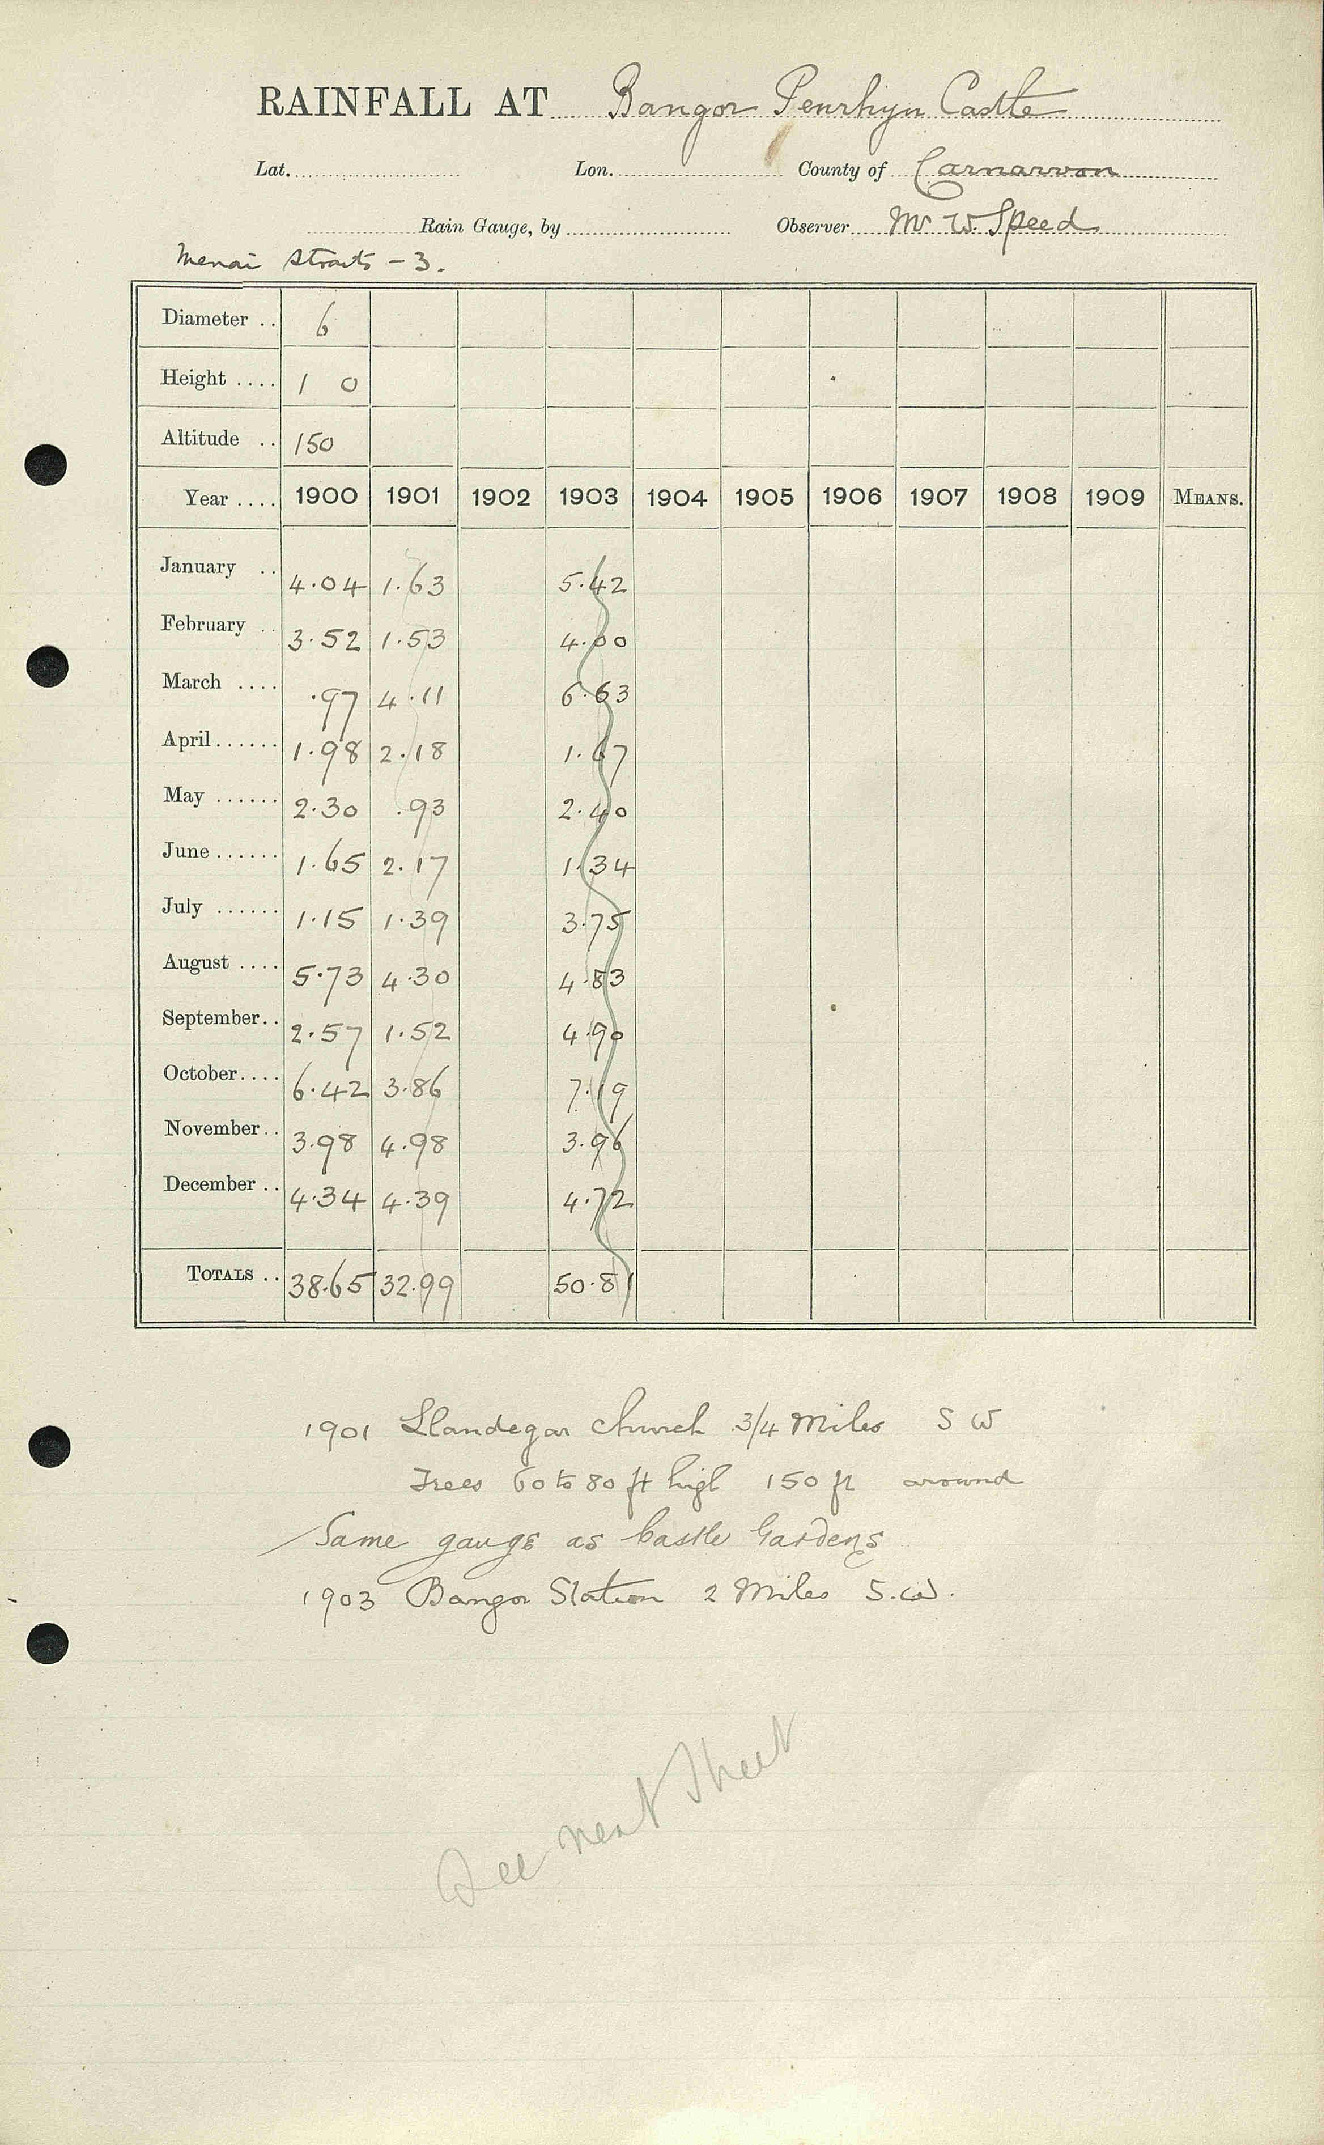 RAINFALL AT Bangor Penrhyn Castle
Lat. Lon. County of Carnarvon
Rain Gauge, by Observer Mr W. Speed
Menai Straits - 3.
Diameter .. 6
Height .... 1 0
Altitude .. 150
Year .... 1900 1901 1902 1903 1904 1905 1906 1907 1908 1909 MEANS.
January .. 4.04 1.63 5.42
February .. 3.52 1.53 4.00
March .... .97 4.11 6.63
April...... 1.98 2.18 1.67
May ...... 2.30 .93 2.40
June...... 1.65 2.17 1.34
July ...... 1.15 1.39 3.75
August .... 5.73 4.30 4.83
September.. 2.57 1.52 4.90
October.... 6.42 3.86 7.19
November.. 3.98 4.98 3.96
December .. 4.34 4.39 4.72
TOTALS .. 38.65 32.99 50.81
1901 Llandegai Church 3/4 Miles S W
Trees 60 to 80 ft high 150 ft around
Same gauge as Castle Gardens
1903 Bangor Station 2 Miles S.W.
See next Sheet